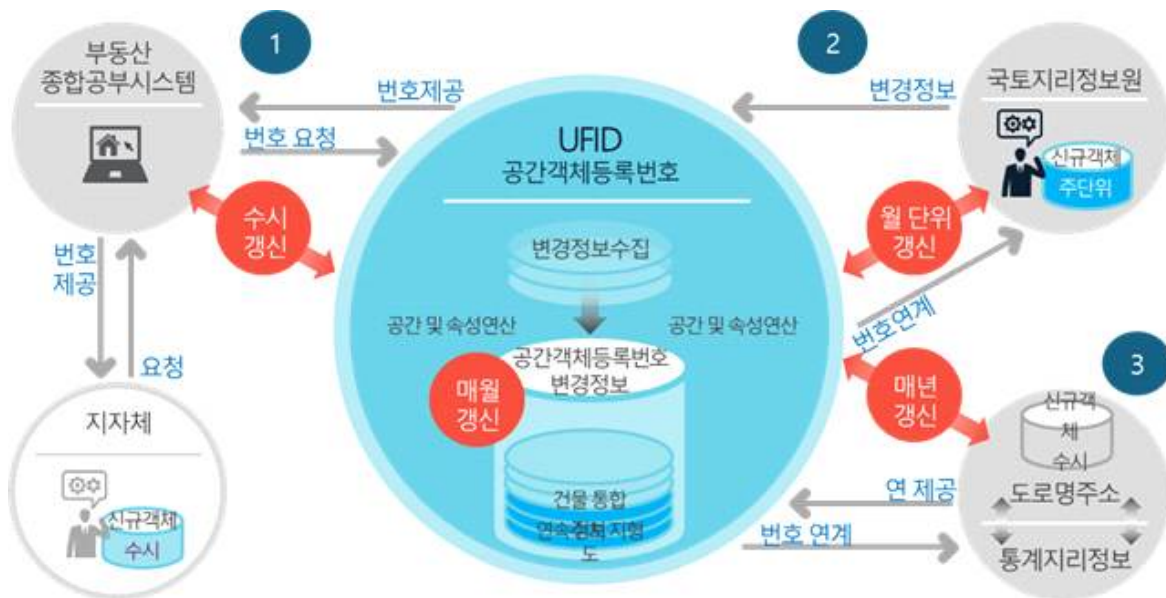 1
부동산
종합공부시스템
번호제공
번호 요청
수시
갱신
번호
제공
요청
지자체
신규객체
수시
UFID
공간객체등록번호
변경정보수집
공간 및 속성연산
공간 및 속성연산
공간객체등록번호
변경정보
매월
갱신
건물 통합
연속
지형
도
2
변경정보
국토지리정보원
신규객체
주단위
월 단위
갱신
번호연계
3
매년
갱신
신규객
체
수시
연 제공
도로명주소
번호 연계
통계지리정보